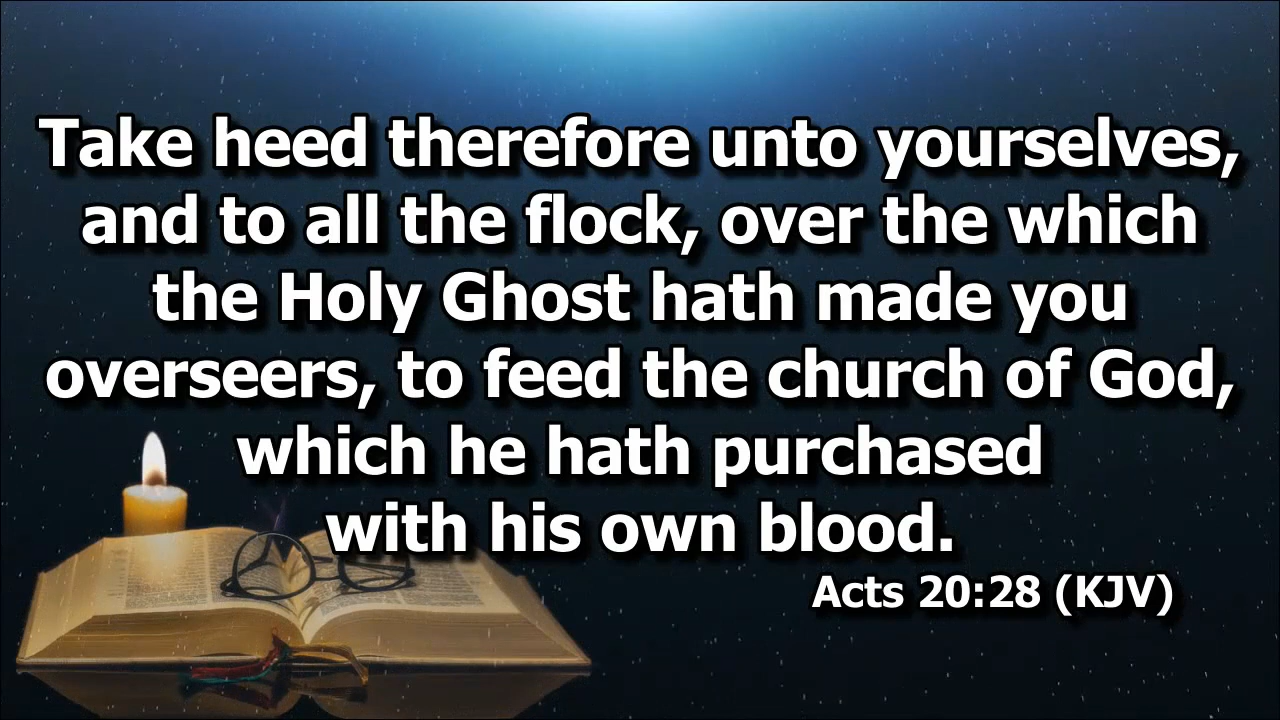 Take heed therefore unto yourselves,
and to all the flock, over the which
the Holy Ghost hath made you
overseers, to feed the church of God,
which he hath purchased
with his own blood.
Acts 20:28 (KJV)